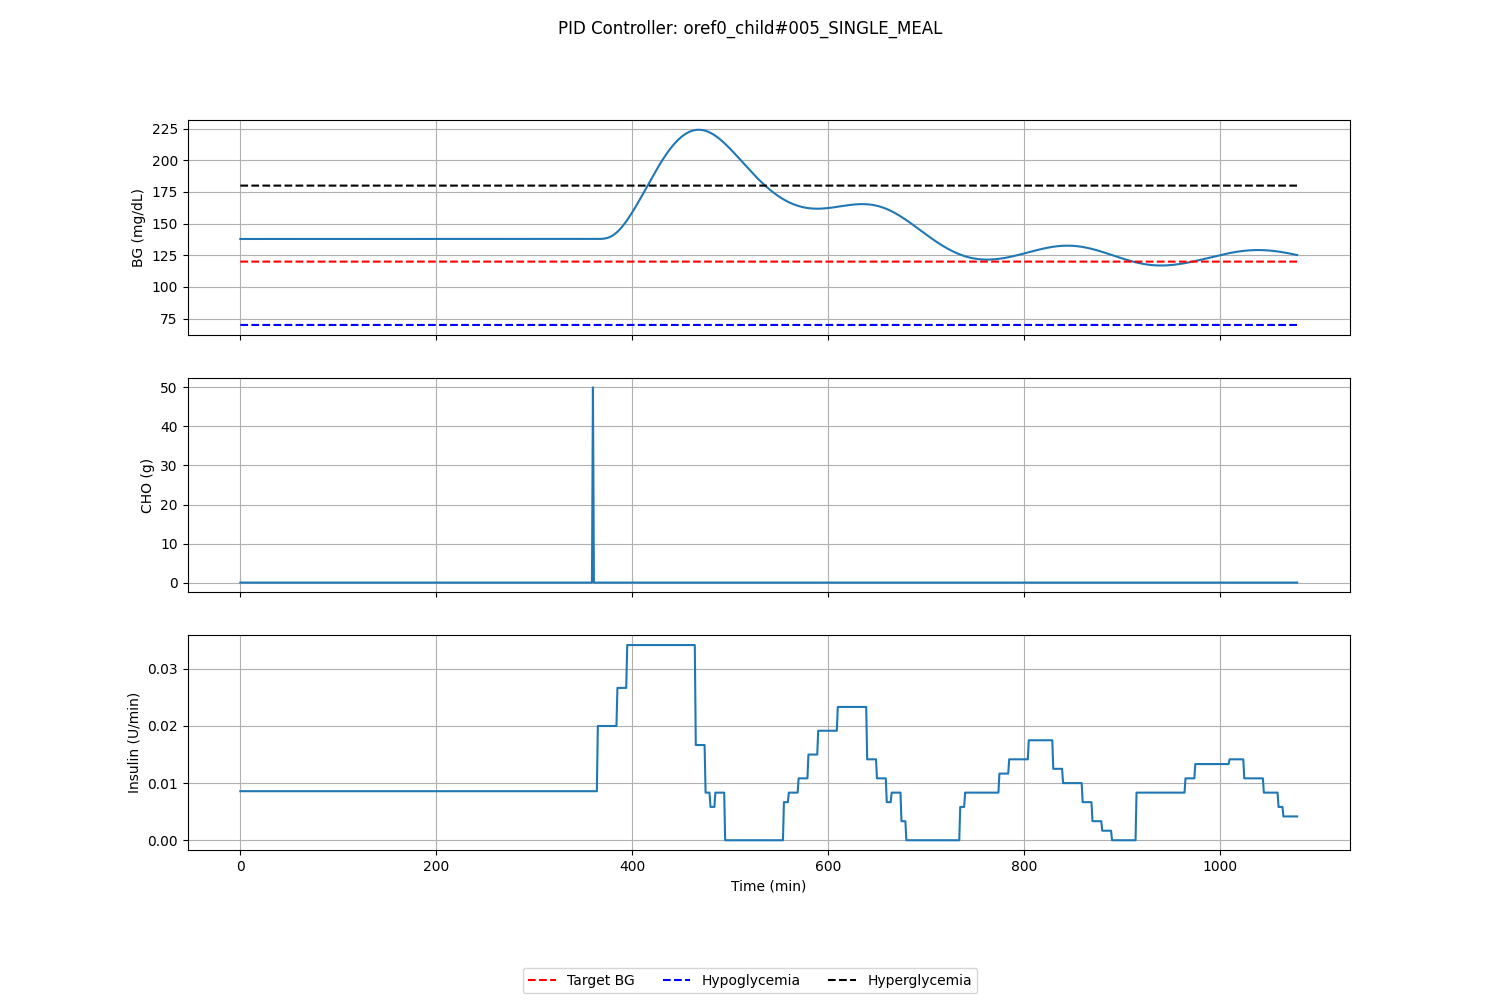 PID Controller: oref0_child#005_SINGLE_MEAL
225
200
175
150
125
100
75
BG (mg/dL)
50
40
30
20
10
0
CHO (g)
0.03
0.02
0.01
0.00
Insulin (U/min)
0 200 400 600 800 1000
Time (min)
Target BG Hypoglycemia Hyperglycemia